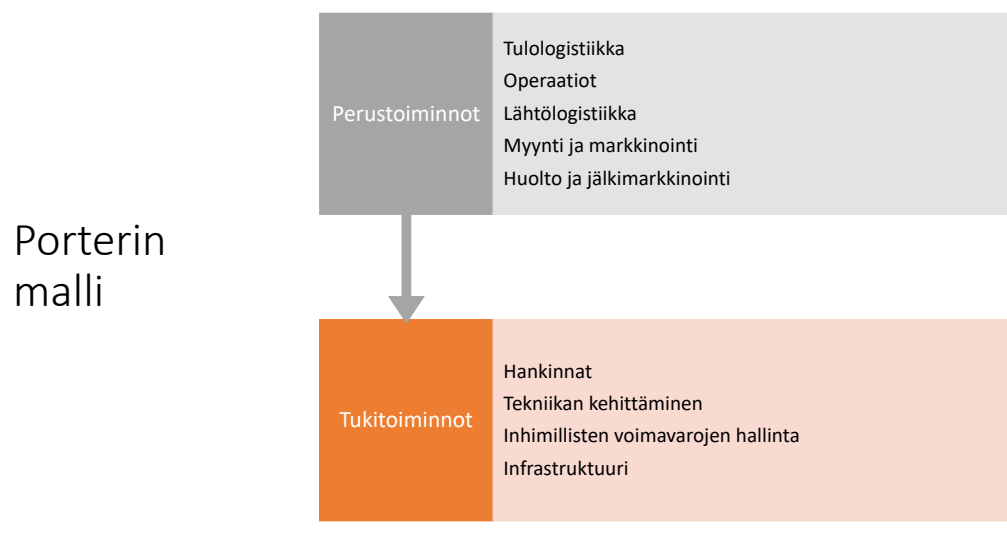 Porterin
malli
Perustoiminnot
Tulologistiikka
Operaatiot
Lähtölogistiikka
Myynti ja markkinointi
Huolto ja jälkimarkkinointi
Tukitoiminnot
Hankinnat
Tekniikan kehittäminen
Inhimillisten voimavarojen hallinta
Infrastruktuuri